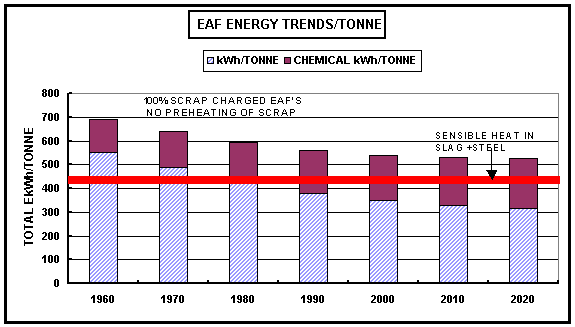 EAF ENERGY TRENDS/TONNE
kWh/TONNE CHEMICAL kWh/TONNE
TOTAL EkWh/TONNE
800
700
600
500
400
300
200
100
0
100% SCRAP CHARGED EAF'S
NO PREHEATING OF SCRAP
SENSIBLE HEAT IN
SLAG +STEEL
1960 1970 1980 1990 2000 2010 2020